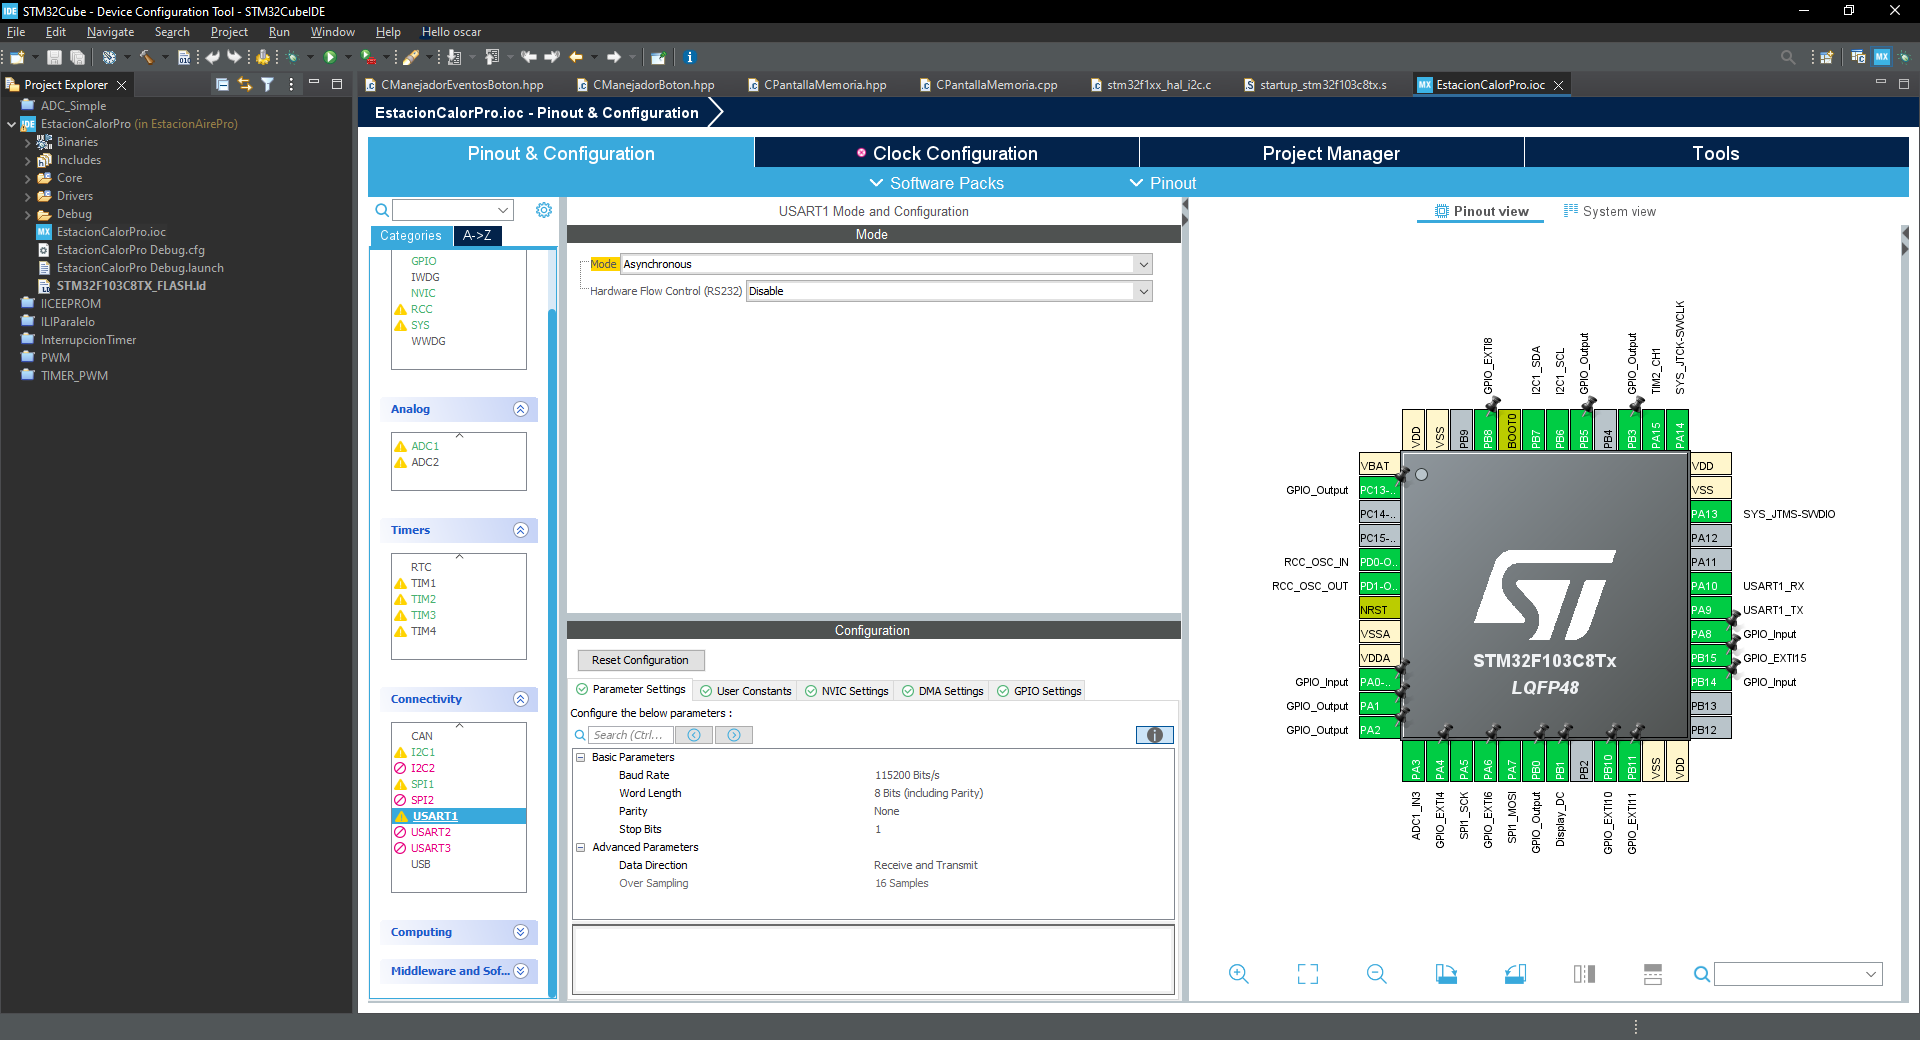 IDE STM32Cube - Device Configuration Tool - STM32CubeIDE
File Edit Navigate Search Project Run Window Help Hello oscar
Project Explorer
ADC_Simple
EstacionCalorPro (in EstacionAirePro)
Binaries
Includes
Core
Drivers
Debug
MX EstacionCalorPro.ioc
EstacionCalorPro Debug.cfg
EstacionCalorPro Debug.launch
STM32F103C8TX_FLASH.ld
IICEEPROM
ILIParalelo
InterrupcionTimer
PWM
TIMER_PWM
CManejadorEventosBoton.hpp
CManejadorBoton.hpp
CPantallaMemoria.hpp
CPantallaMemoria.cpp
stm32f1xx_hal_i2c.c
startup_stm32f103c8tx.s
MX EstacionCalorPro.ioc
EstacionCalorPro.ioc - Pinout & Configuration
Pinout & Configuration
Clock Configuration
Project Manager
Tools
Software Packs
Pinout
Categories
A->Z
GPIO
IWDG
NVIC
RCC
SYS
WWDG
Analog
ADC1
ADC2
Timers
RTC
TIM1
TIM2
TIM3
TIM4
Connectivity
CAN
I2C1
I2C2
SPI1
SPI2
USART1
USART2
USART3
USB
Computing
Middleware and Sof...
USART1 Mode and Configuration
Mode
Mode Asynchronous
Hardware Flow Control (RS232) Disable
Configuration
Reset Configuration
Parameter Settings
User Constants
NVIC Settings
DMA Settings
GPIO Settings
Configure the below parameters :
Search (Ctrl...
Basic Parameters
Baud Rate 115200 Bits/s
Word Length 8 Bits (including Parity)
Parity None
Stop Bits 1
Advanced Parameters
Data Direction Receive and Transmit
Over Sampling 16 Samples
Pinout view
System view
GPIO_EXTI8
I2C1_SDA
I2C1_SCL
GPIO_Output
GPIO_Output
TIM2_CH1
SYS_JTCK-SWCLK
VDD
VSS
PB9
PB8
BOOT0
PB7
PB6
PB5
PB4
PB3
PA15
PA14
VBAT
GPIO_Output PC13-..
PC14-..
PC15-..
RCC_OSC_IN PD0-O..
RCC_OSC_OUT PD1-O..
NRST
VSSA
VDDA
GPIO_Input PA0-..
GPIO_Output PA1
GPIO_Output PA2
VDD
VSS
PA13 SYS_JTMS-SWDIO
PA12
PA11
PA10 USART1_RX
PA9 USART1_TX
PA8 GPIO_Input
PB15 GPIO_EXTI15
PB14 GPIO_Input
PB13
PB12
ST
STM32F103C8Tx
LQFP48
PA3
PA4
PA5
PA6
PA7
PB0
PB1
PB2
PB10
PB11
VSS
VDD
ADC1_IN3
GPIO_EXTI4
SPI1_SCK
GPIO_EXTI6
SPI1_MOSI
GPIO_Output
Display_DC
GPIO_EXTI10
GPIO_EXTI11